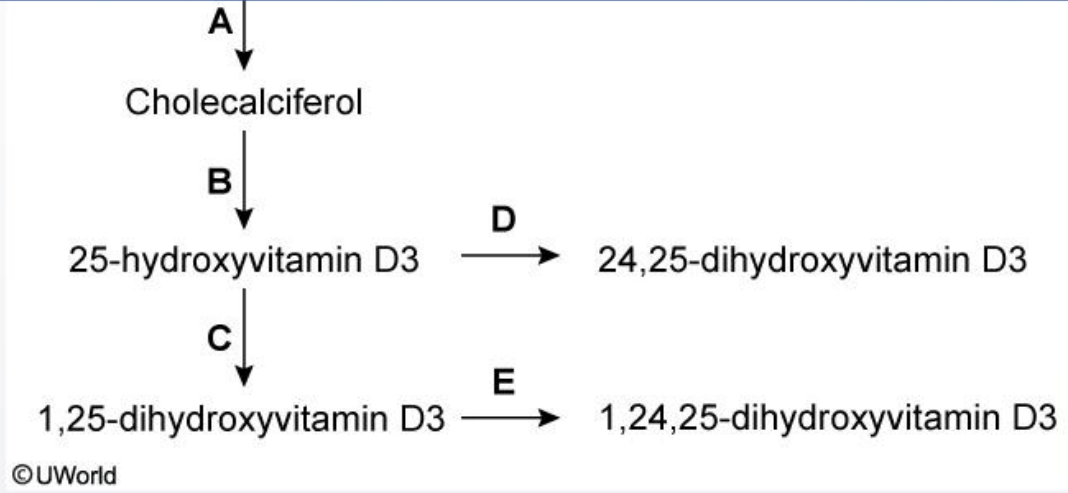 A
Cholecalciferol
B
D
25-hydroxyvitamin D3
24,25-dihydroxyvitamin D3
C
E
1,25-dihydroxyvitamin D3
1,24,25-dihydroxyvitamin D3
©UWorld